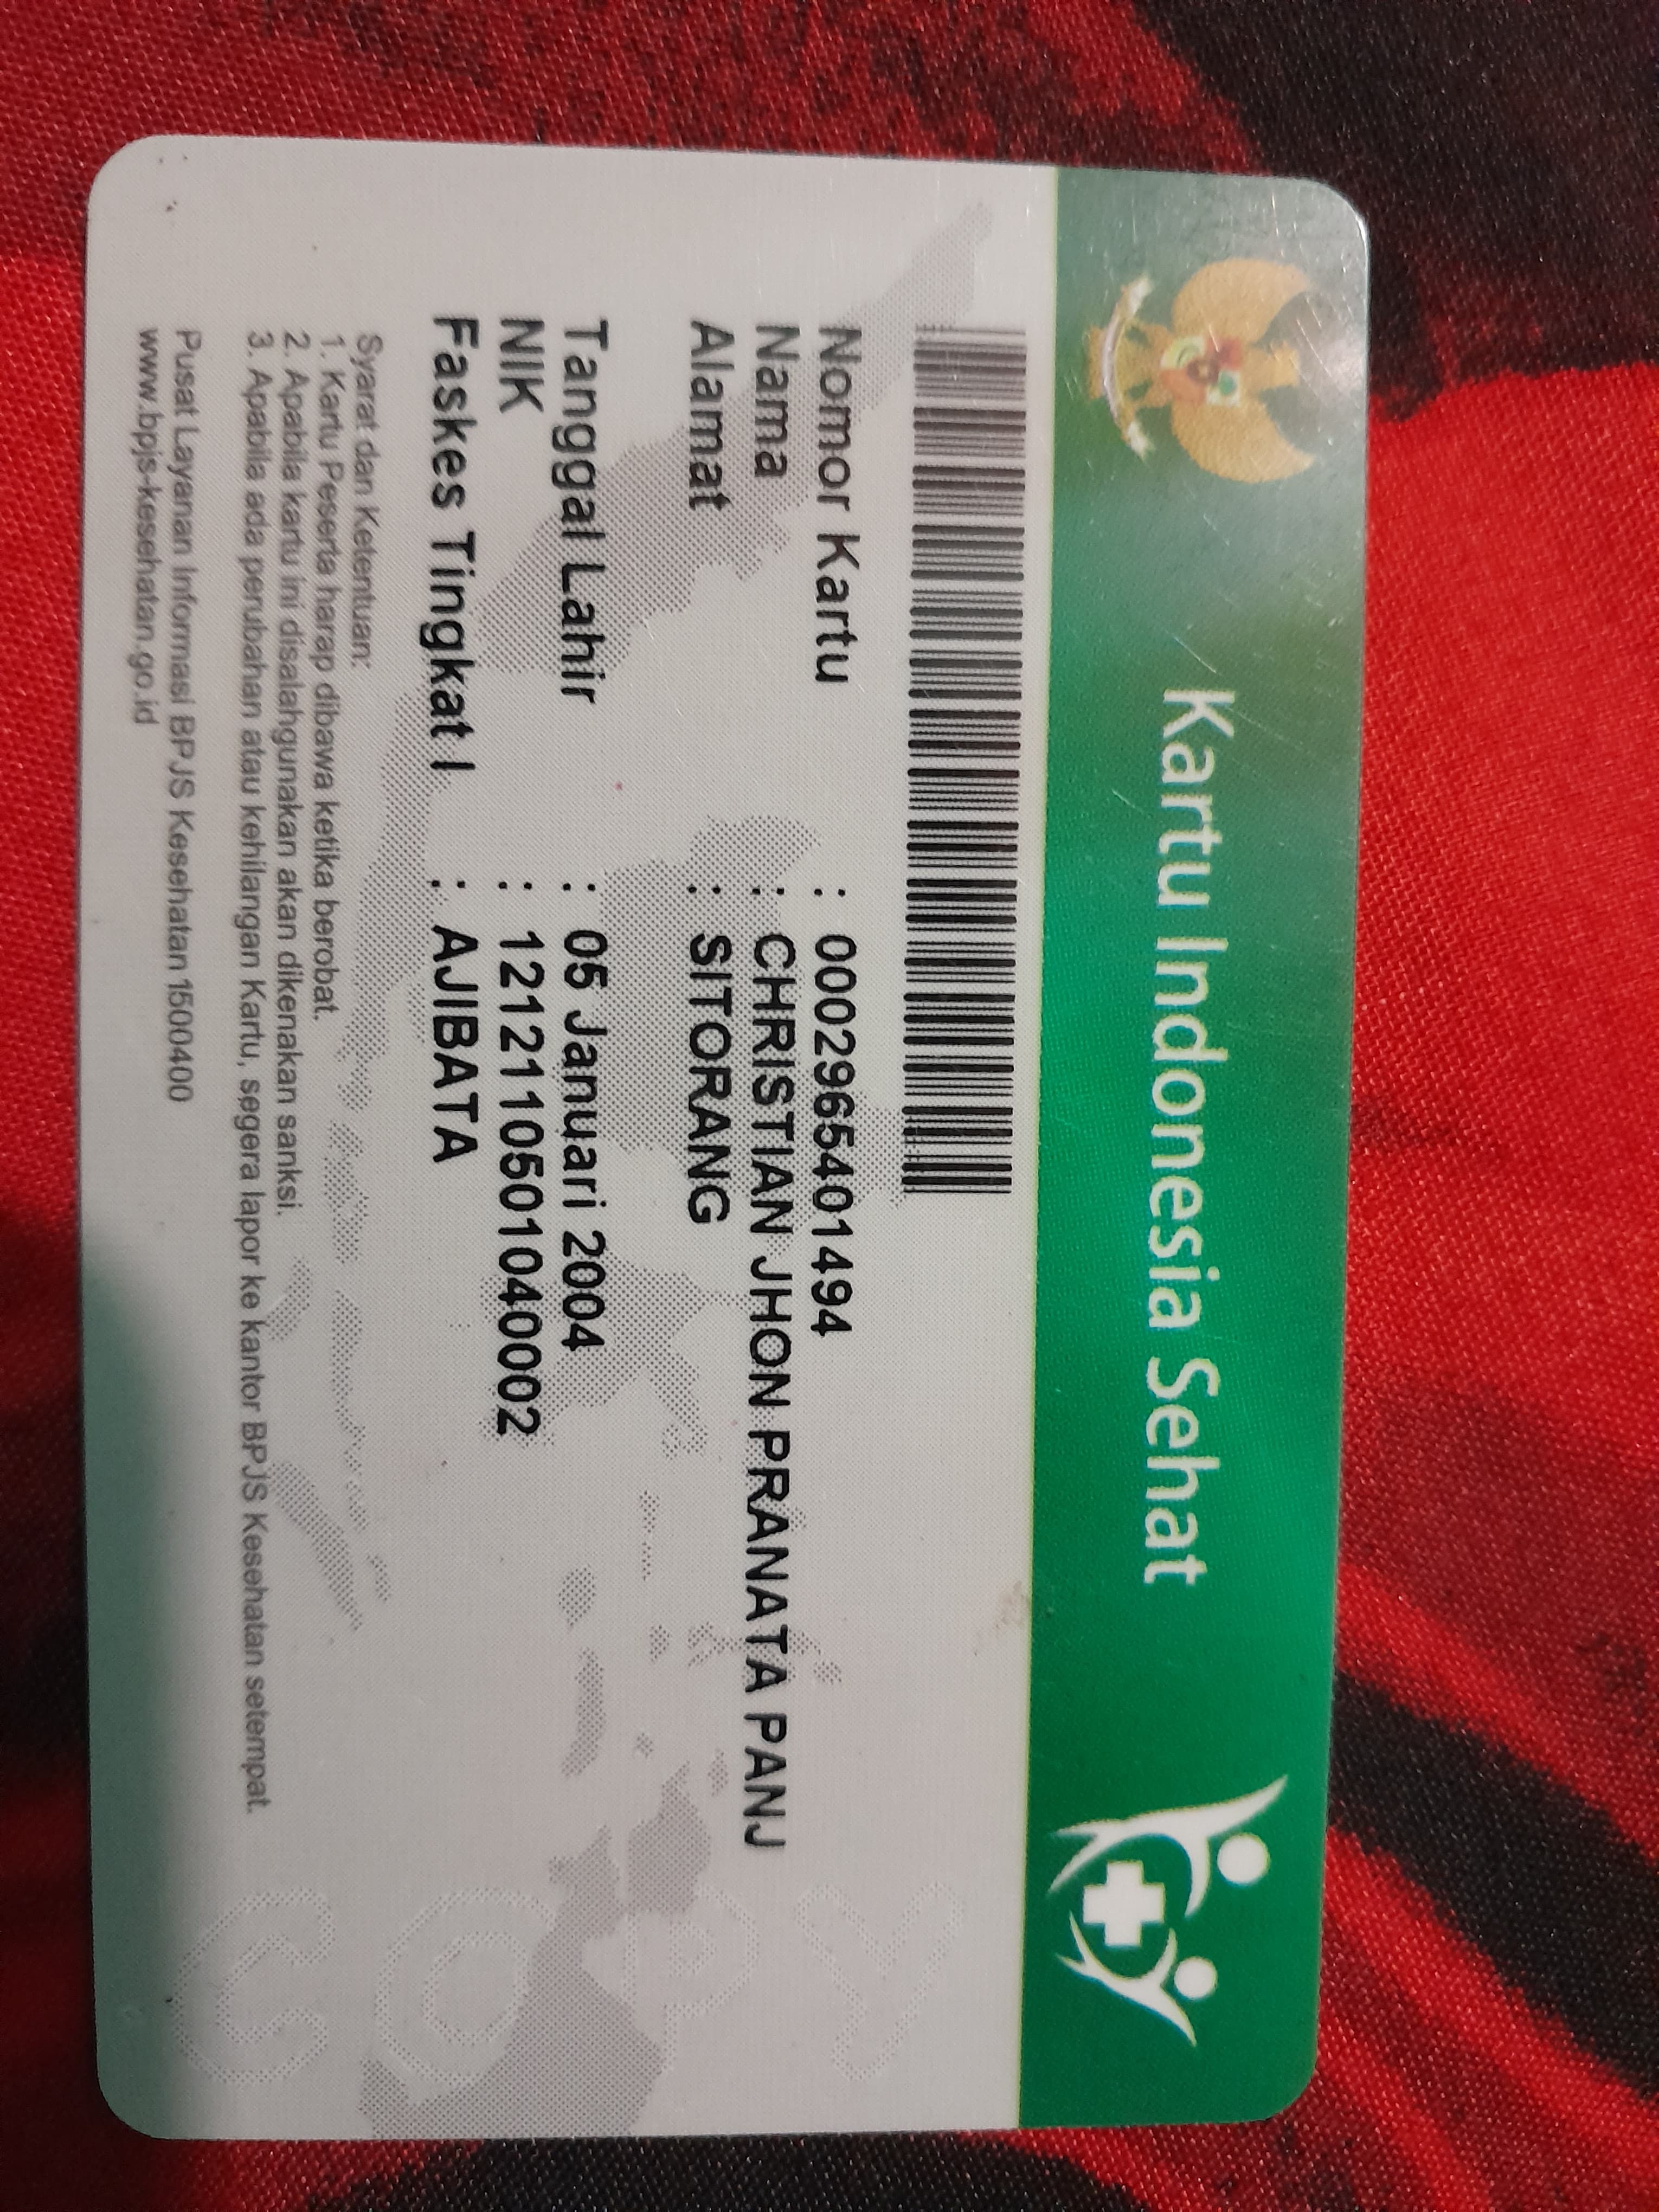 Kartu Indonesia Sehat
Nomor Kartu : 0002965401494
Nama : CHRISTIAN JHON PRANATA PANJ
Alamat : SITORANG
Tanggal Lahir : 05 Januari 2004
NIK : 1212110501040002
Faskes Tingkat I : AJIBATA
Syarat dan Ketentuan:
1. Kartu Peserta harap dibawa ketika berobat.
2. Apabila kartu ini disalahgunakan akan dikenakan sanksi.
3. Apabila ada perubahan atau kehilangan Kartu, segera lapor ke kantor BPJS Kesehatan setempat.
Pusat Layanan Informasi BPJS Kesehatan 1500400
www.bpjs-kesehatan.go.id
COPY